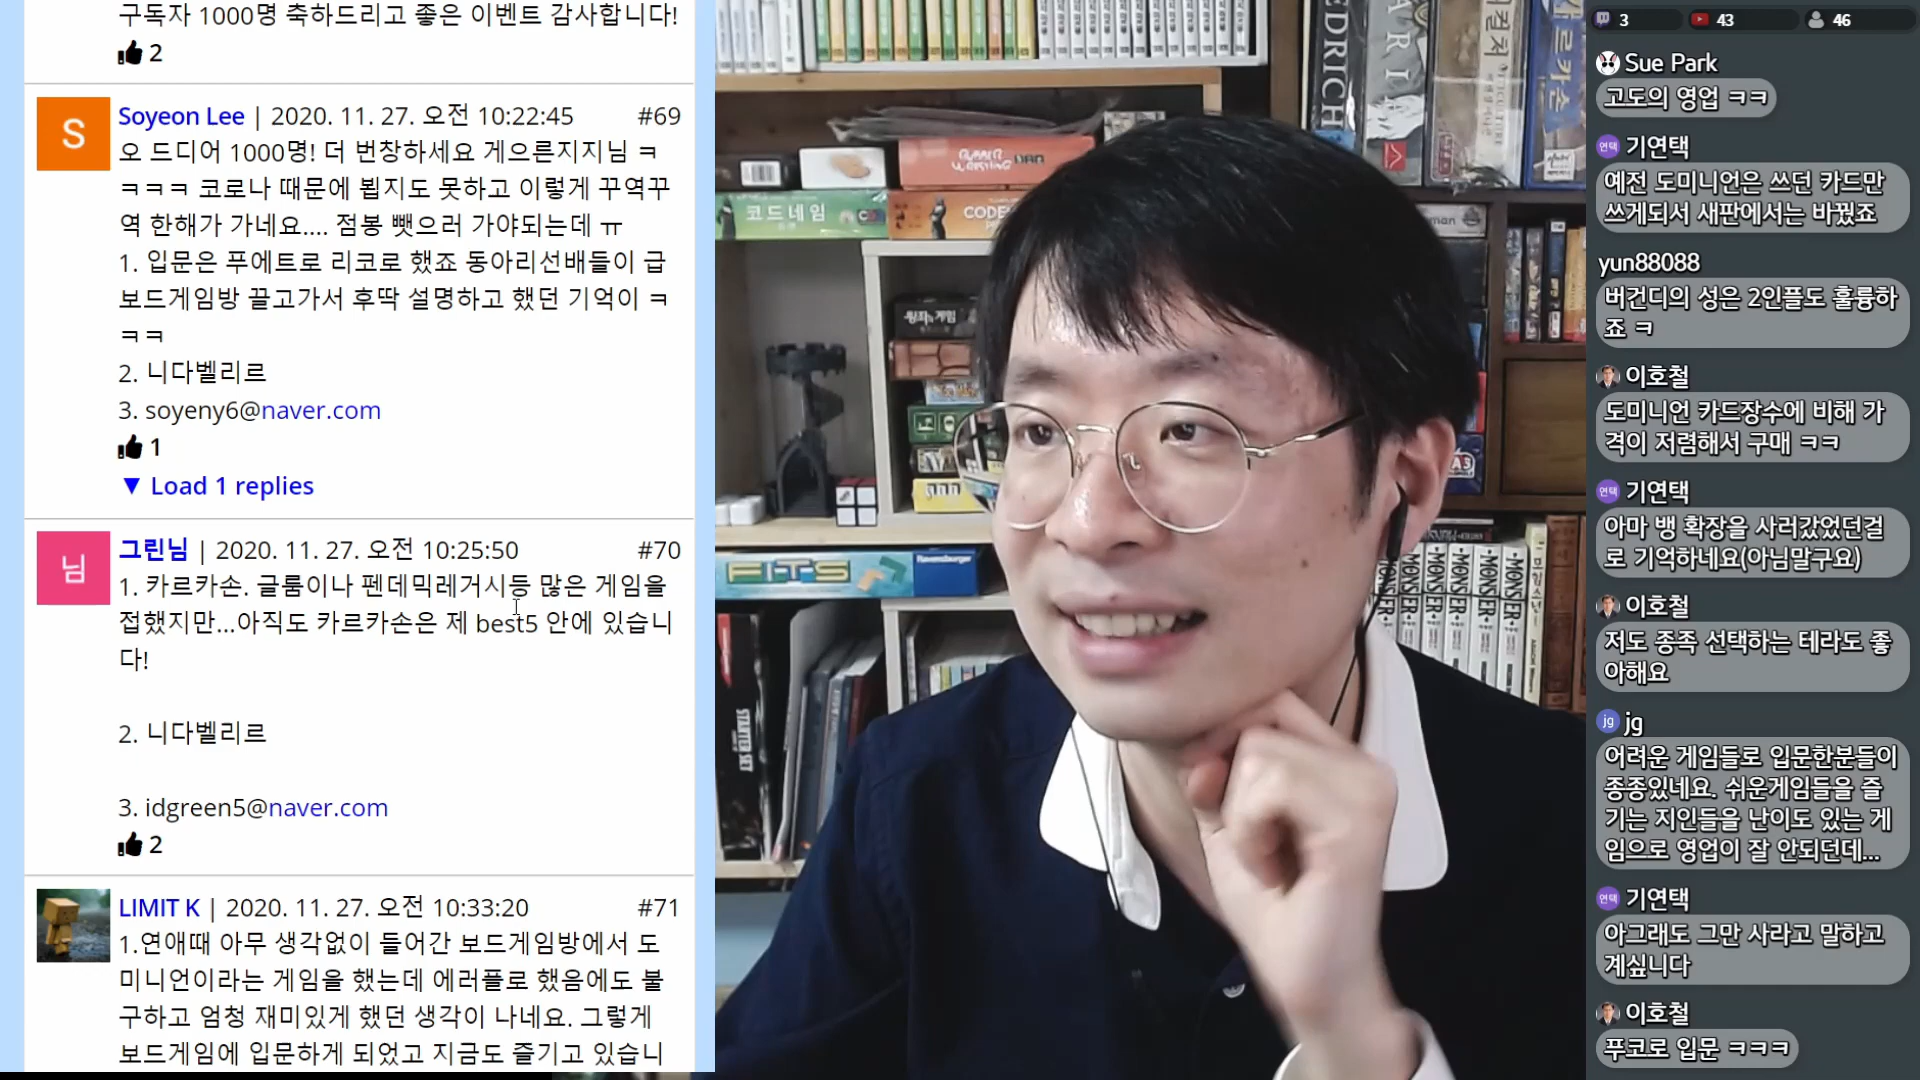 구독자 1000명 축하드리고 좋은 이벤트 감사합니다!
2
S
Soyeon Lee | 2020. 11. 27. 오전 10:22:45 #69
오 드디어 1000명! 더 번창하세요 게으른지지님 ㅋ
ㅋㅋㅋ 코로나 때문에 뵙지도 못하고 이렇게 꾸역꾸
역 한해가 가네요.... 점봉 뺏으러 가야되는데 ㅠ
1. 입문은 푸에트로 리코로 했죠 동아리선배들이 급
보드게임방 끌고가서 후딱 설명하고 했던 기억이 ㅋ
ㅋㅋ
2. 니다벨리르
3. soyeny6@naver.com
1
▼ Load 1 replies
님
그린님 | 2020. 11. 27. 오전 10:25:50 #70
1. 카르카손. 글룸이나 펜데믹레거시등 많은 게임을
접했지만...아직도 카르카손은 제 best5 안에 있습니
다!
2. 니다벨리르
3. idgreen5@naver.com
2
LIMIT K | 2020. 11. 27. 오전 10:33:20 #71
1.연애때 아무 생각없이 들어간 보드게임방에서 도
미니언이라는 게임을 했는데 에러플로 했음에도 불
구하고 엄청 재미있게 했던 생각이 나네요. 그렇게
보드게임에 입문하게 되었고 지금도 즐기고 있습니
코드네임
CODE
FITS
Ravensburger
STARTER SET
MONSTER
MONSTER
MONSTER
MONSTER
3 43 46
Sue Park
고도의 영업 ㅋㅋ
연택 기연택
예전 도미니언은 쓰던 카드만
쓰게되서 새판에서는 바꿨죠
yun88088
버건디의 성은 2인플도 훌륭하
죠 ㅋ
이호철
도미니언 카드장수에 비해 가
격이 저렴해서 구매 ㅋㅋ
연택 기연택
아마 뱅 확장을 사러갔었던걸
로 기억하네요(아님말구요)
이호철
저도 종족 선택하는 테라도 좋
아해요
jg jg
어려운 게임들로 입문한분들이
종종있네요. 쉬운게임들을 즐
기는 지인들을 난이도 있는 게
임으로 영업이 잘 안되던데...
연택 기연택
아그래도 그만 사라고 말하고
계싶니다
이호철
푸코로 입문 ㅋㅋㅋ